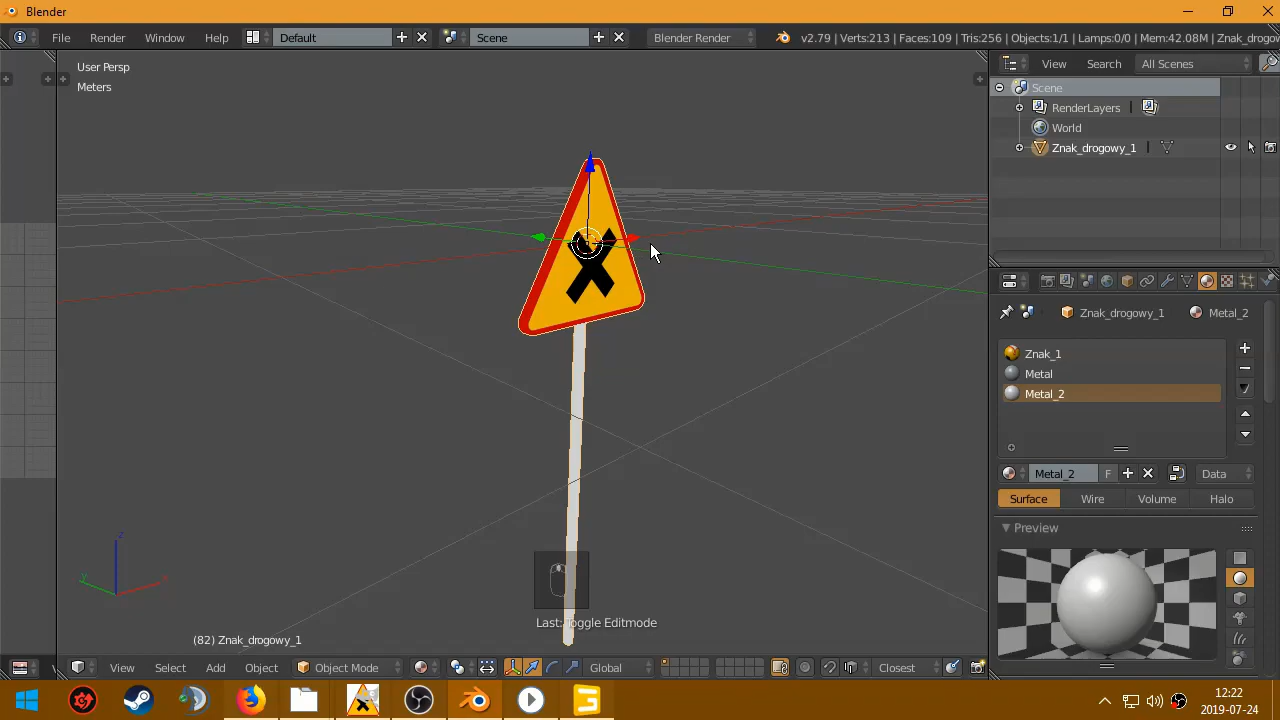 Blender
File Render Window Help Default Scene Blender Render v2.79 | Verts:213 | Faces:109 | Tris:256 | Objects:1/1 | Lamps:0/0 | Mem:42.08M | Znak_drogow
User Persp
Meters
View Search All Scenes
Scene
RenderLayers
World
Znak_drogowy_1
Znak_drogowy_1 Metal_2
Znak_1
Metal
Metal_2
Metal_2 F Data
Surface Wire Volume Halo
Preview
z
y x
Last: Toggle Editmode
(82) Znak_drogowy_1
View Select Add Object Object Mode Global Closest
12:22
2019-07-24